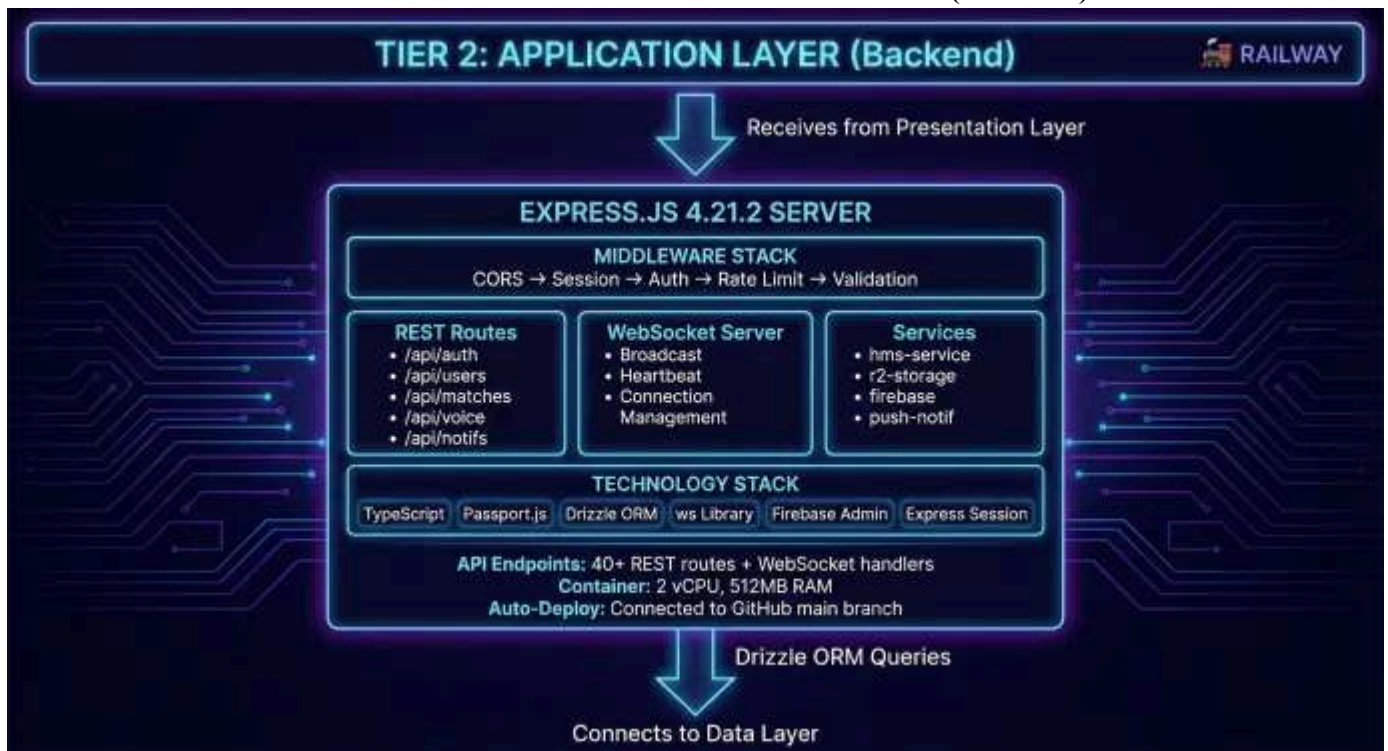 TIER 2: APPLICATION LAYER (Backend)
RAILWAY
Receives from Presentation Layer
EXPRESS.JS 4.21.2 SERVER
MIDDLEWARE STACK
CORS → Session → Auth → Rate Limit → Validation
REST Routes
• /api/auth
• /api/users
• /api/matches
• /api/voice
• /api/notifs
WebSocket Server
• Broadcast
• Heartbeat
• Connection
Management
Services
• hms-service
• r2-storage
• firebase
• push-notif
TECHNOLOGY STACK
TypeScript Passport.js Drizzle ORM ws Library Firebase Admin Express Session
API Endpoints: 40+ REST routes + WebSocket handlers
Container: 2 vCPU, 512MB RAM
Auto-Deploy: Connected to GitHub main branch
Drizzle ORM Queries
Connects to Data Layer